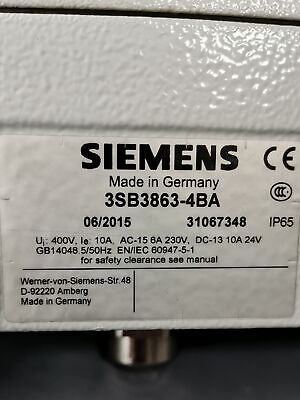 SIEMENS CE
Made in Germany
3SB3863-4BA
06/2015 31067348 IP65
Ui: 400V, Ie: 10A, AC-15 6A 230V, DC-13 10A 24V
GB14048.5/50Hz EN/IEC 60947-5-1
for safety clearance see manual
Werner-von-Siemens-Str.48
D-92220 Amberg
Made in Germany